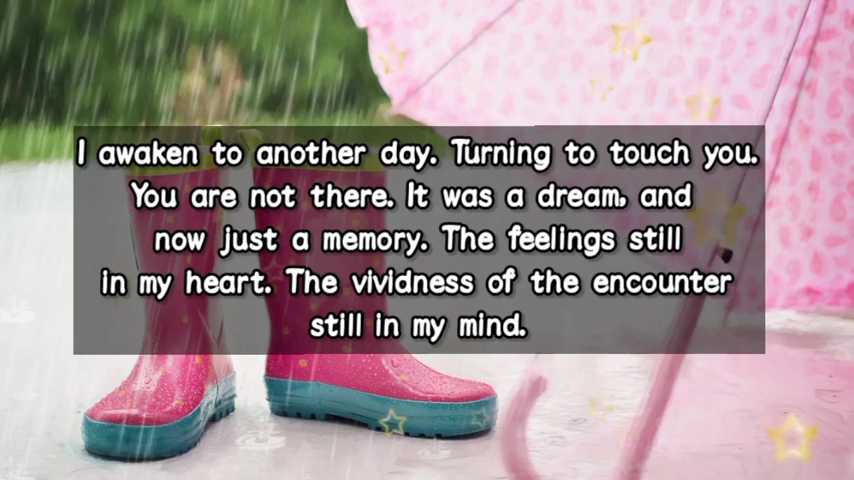 I awaken to another day. Turning to touch you.
You are not there. It was a dream. and
now just a memory. The feelings still
in my heart. The vividness of the encounter
still in my mind.